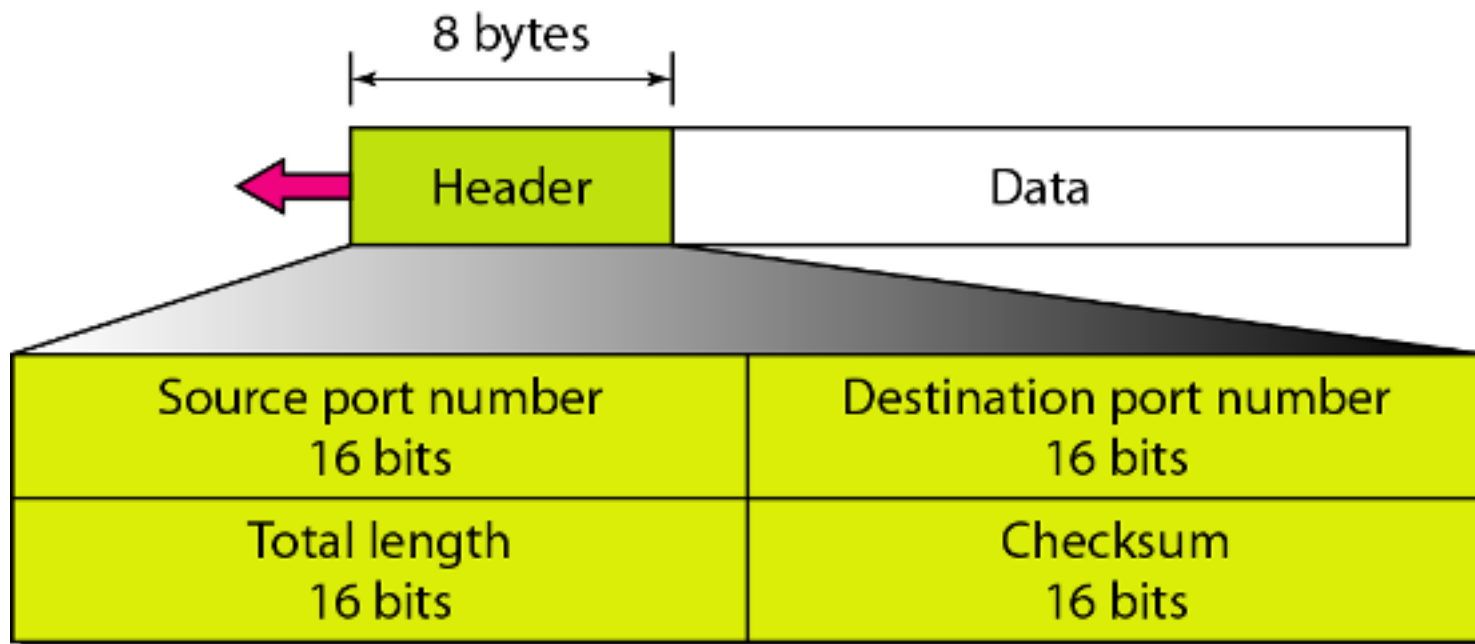 8 bytes
Header
Data
Source port number
16 bits
Destination port number
16 bits
Total length
16 bits
Checksum
16 bits